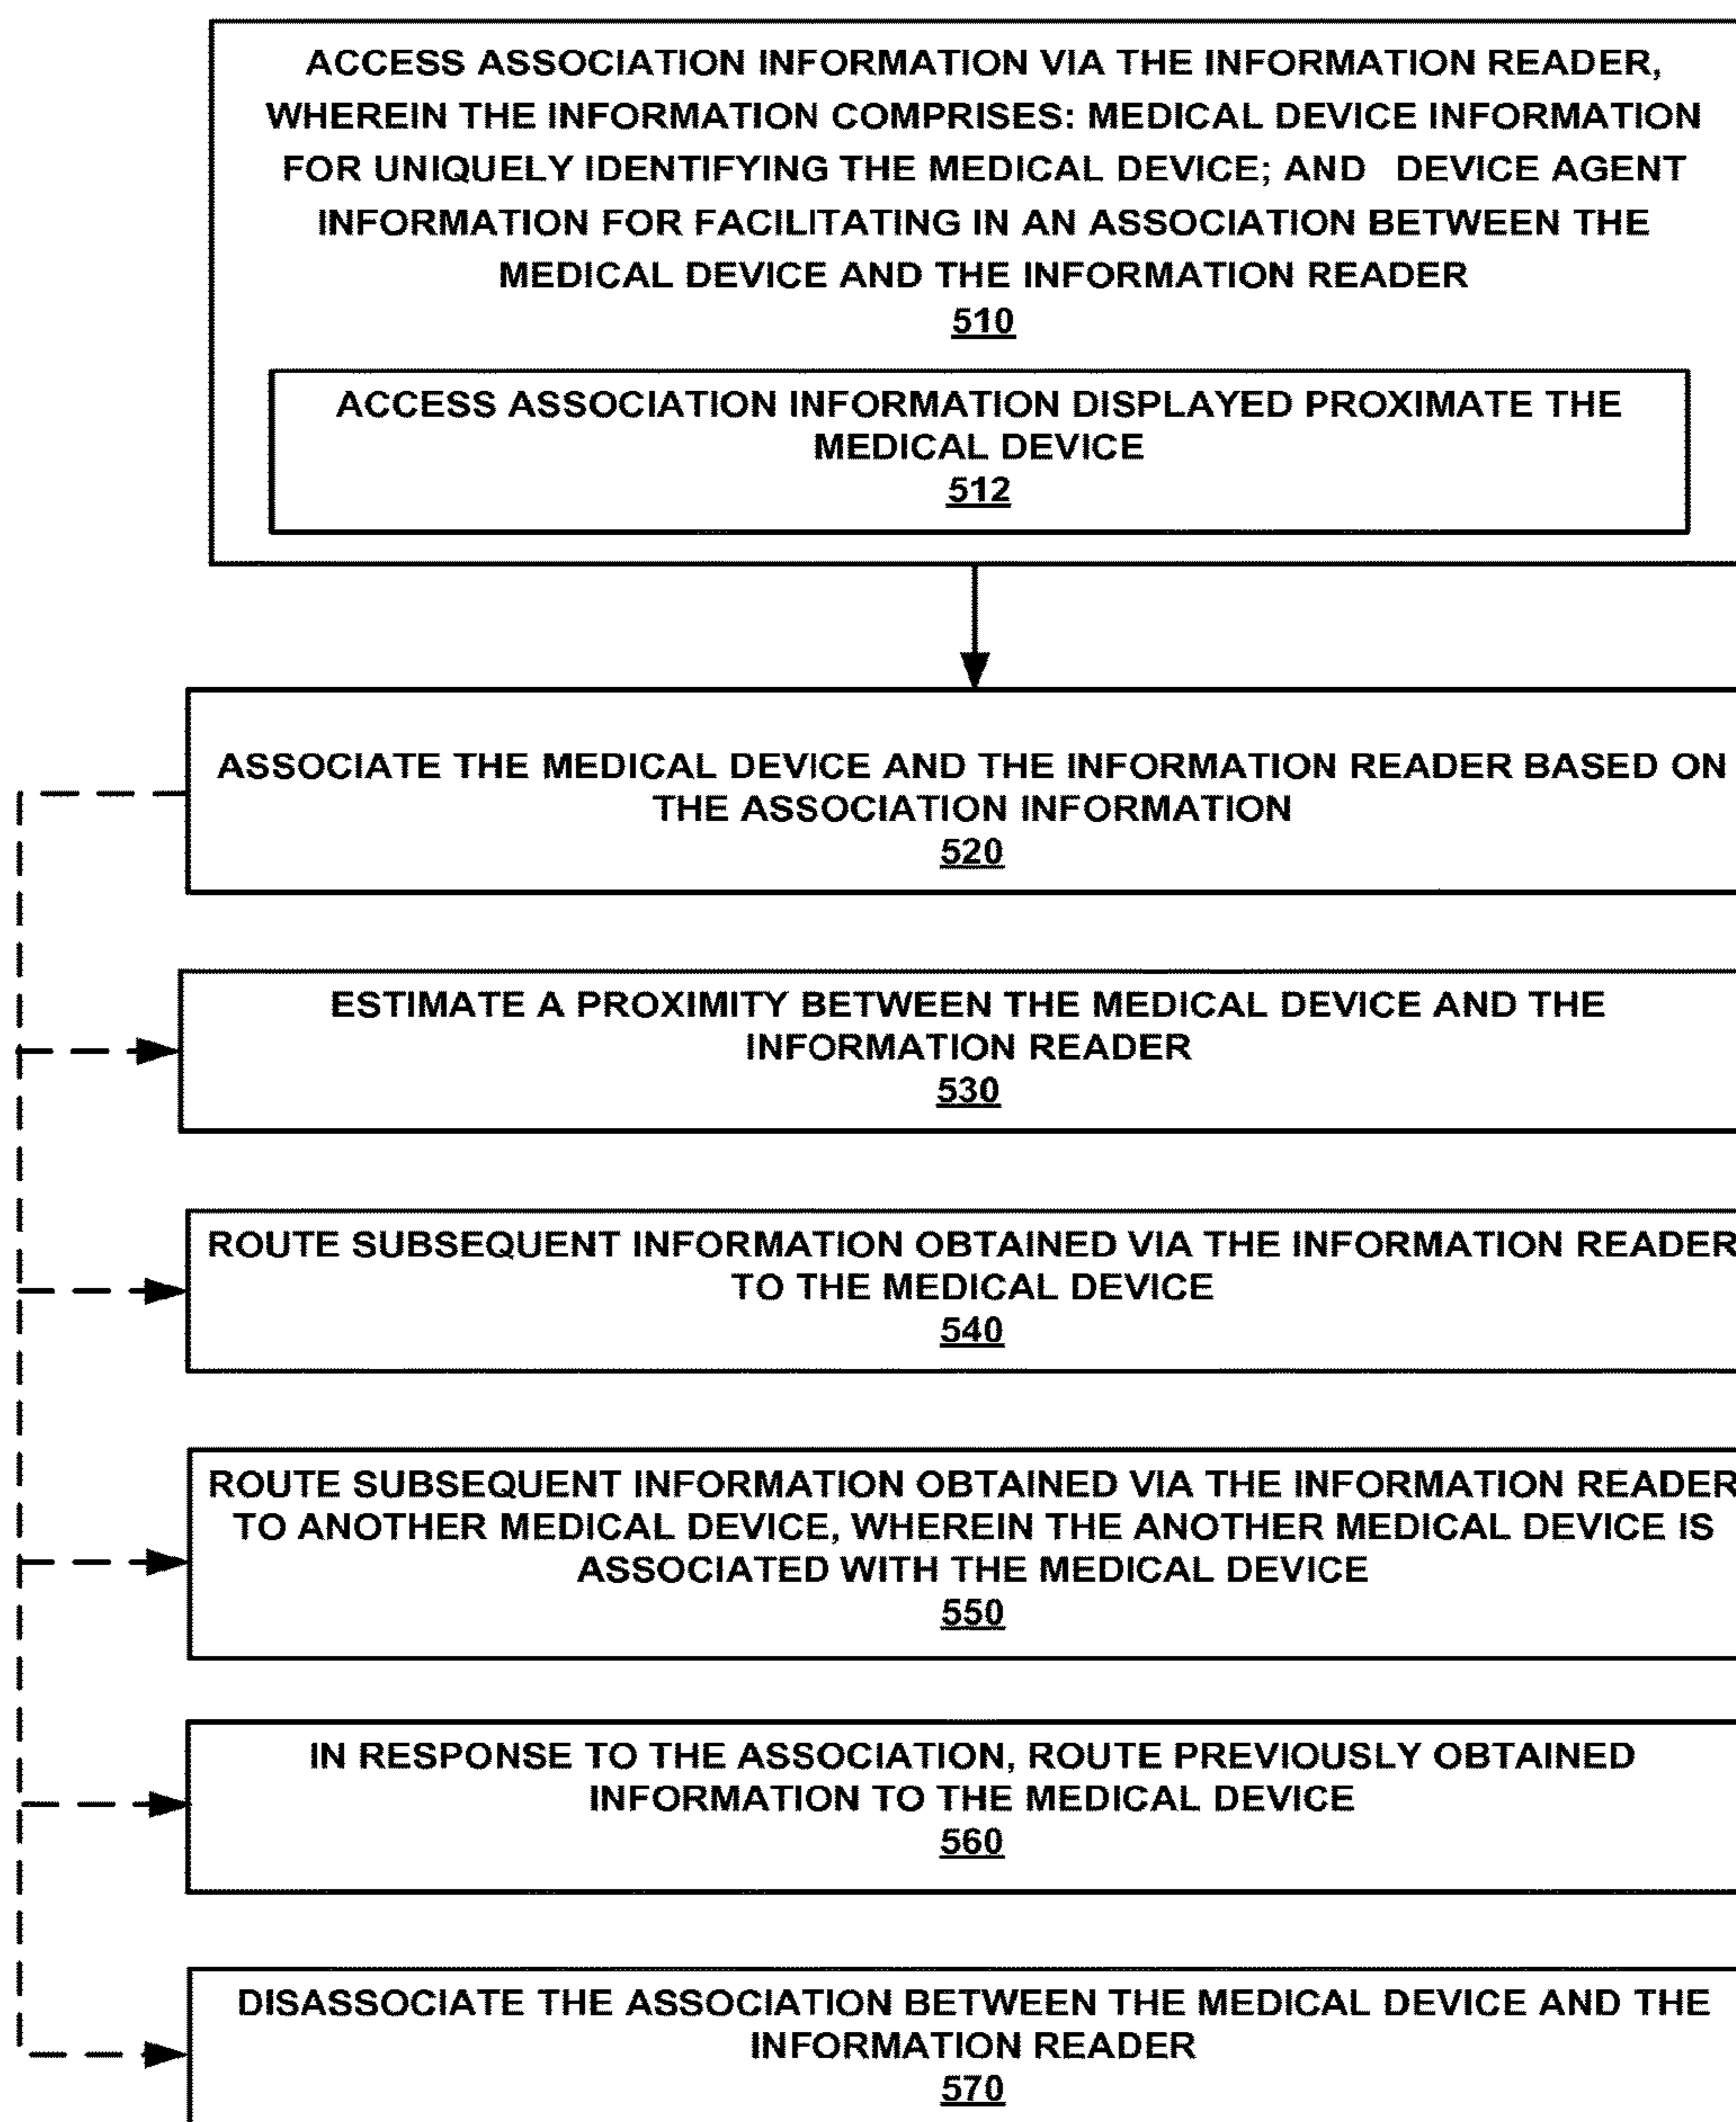 ACCESS ASSOCIATION INFORMATION VIA THE INFORMATION READER,
WHEREIN THE INFORMATION COMPRISES: MEDICAL DEVICE INFORMATION
FOR UNIQUELY IDENTIFYING THE MEDICAL DEVICE; AND DEVICE AGENT
INFORMATION FOR FACILITATING IN AN ASSOCIATION BETWEEN THE
MEDICAL DEVICE AND THE INFORMATION READER
510
ACCESS ASSOCIATION INFORMATION DISPLAYED PROXIMATE THE
MEDICAL DEVICE
512
ASSOCIATE THE MEDICAL DEVICE AND THE INFORMATION READER BASED ON
THE ASSOCIATION INFORMATION
520
ESTIMATE A PROXIMITY BETWEEN THE MEDICAL DEVICE AND THE
INFORMATION READER
530
ROUTE SUBSEQUENT INFORMATION OBTAINED VIA THE INFORMATION READER
TO THE MEDICAL DEVICE
540
ROUTE SUBSEQUENT INFORMATION OBTAINED VIA THE INFORMATION READER
TO ANOTHER MEDICAL DEVICE, WHEREIN THE ANOTHER MEDICAL DEVICE IS
ASSOCIATED WITH THE MEDICAL DEVICE
550
IN RESPONSE TO THE ASSOCIATION, ROUTE PREVIOUSLY OBTAINED
INFORMATION TO THE MEDICAL DEVICE
560
DISASSOCIATE THE ASSOCIATION BETWEEN THE MEDICAL DEVICE AND THE
INFORMATION READER
570